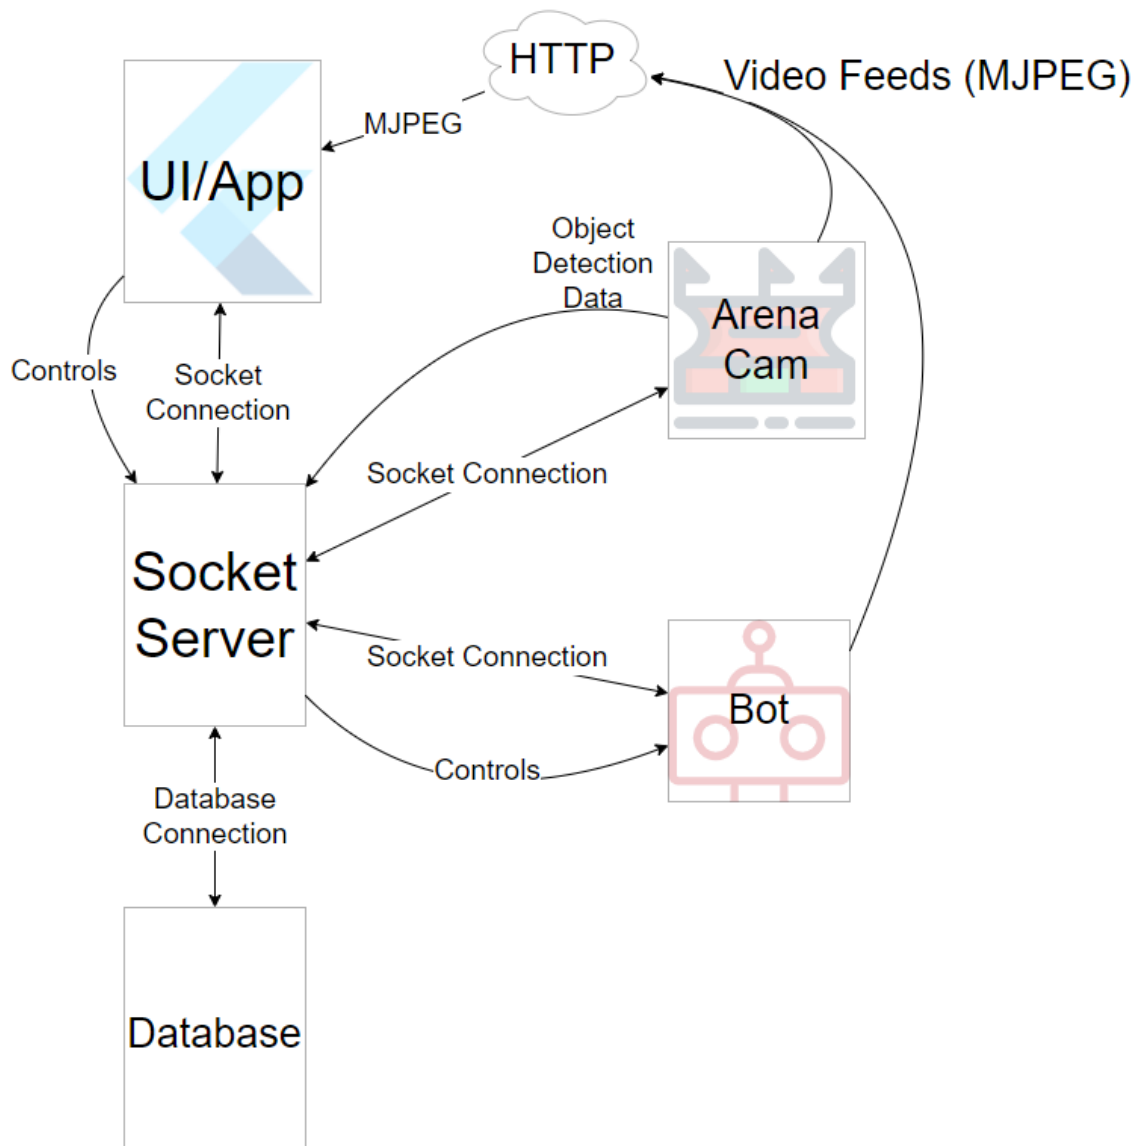 HTTP
Video Feeds (MJPEG)
MJPEG
UI/App
Object
Detection
Data
Arena
Cam
Controls
Socket
Connection
Socket Connection
Socket
Server
Socket Connection
Bot
Controls
Database
Connection
Database